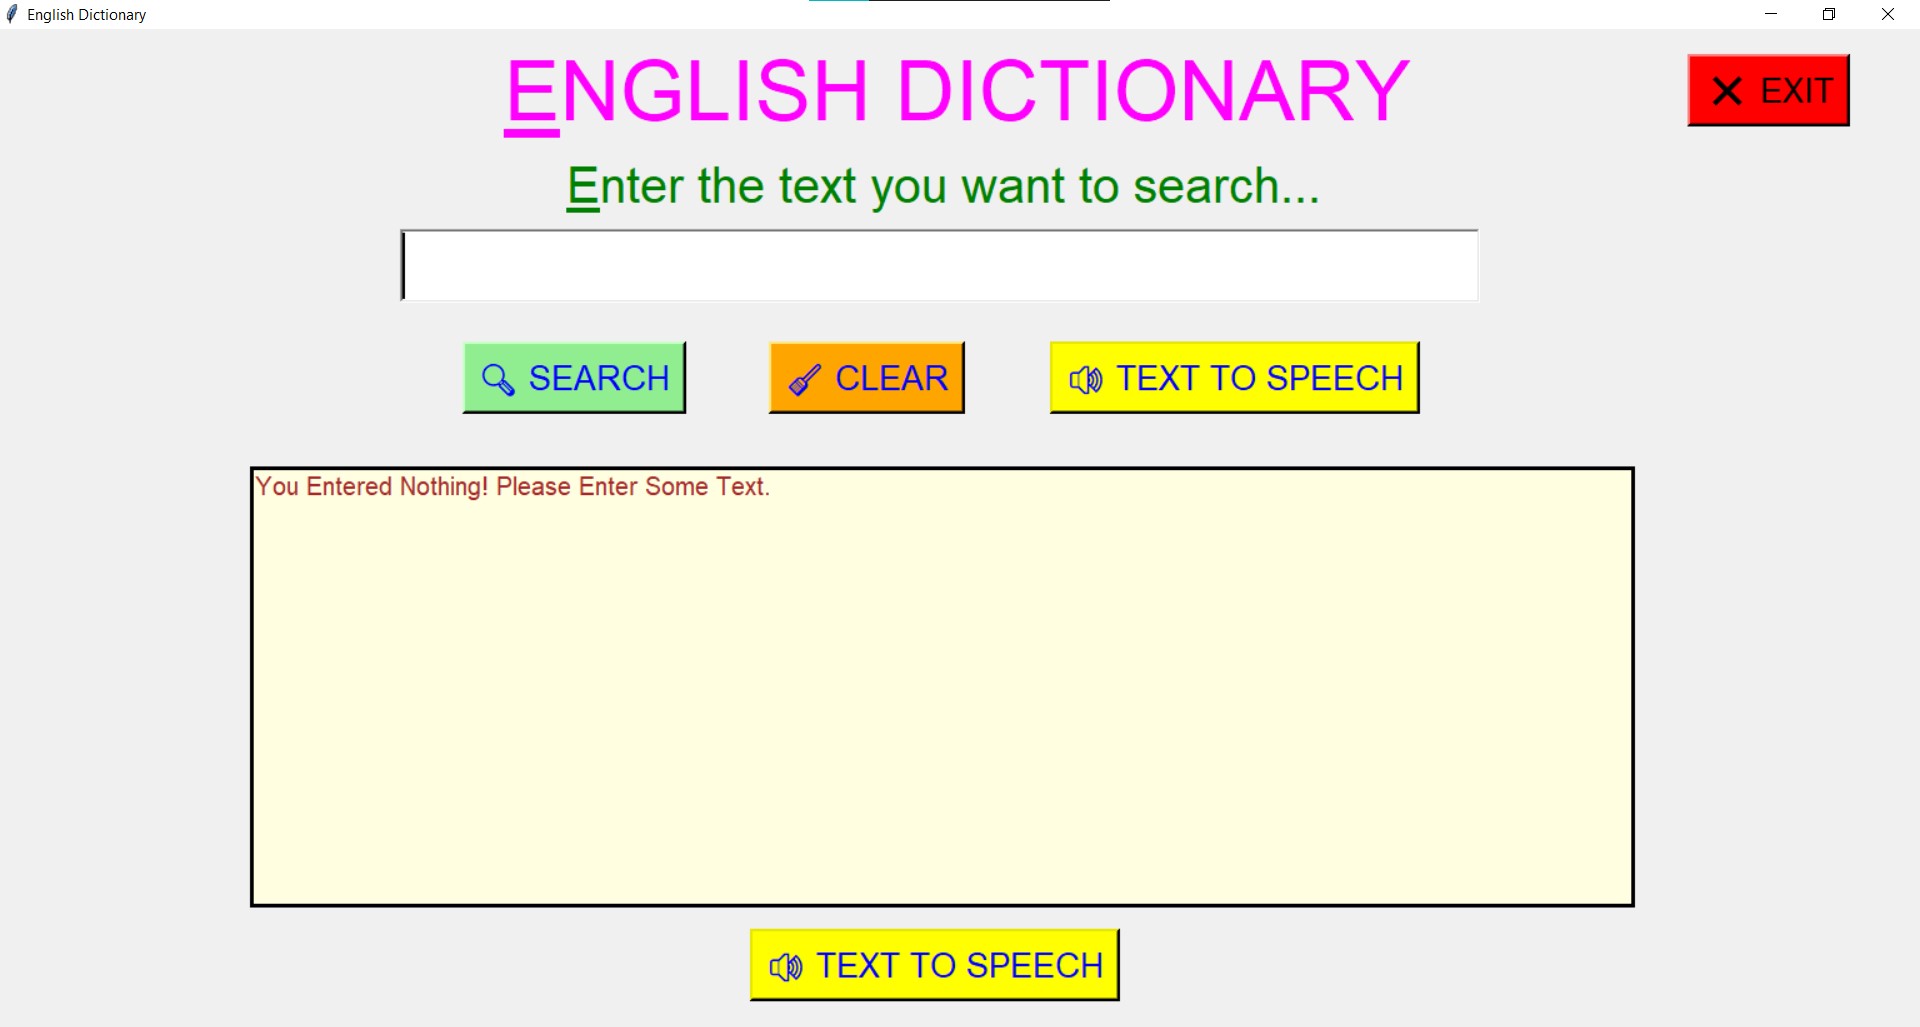 English Dictionary
ENGLISH DICTIONARY
EXIT
Enter the text you want to search...
SEARCH
CLEAR
TEXT TO SPEECH
You Entered Nothing! Please Enter Some Text.
TEXT TO SPEECH